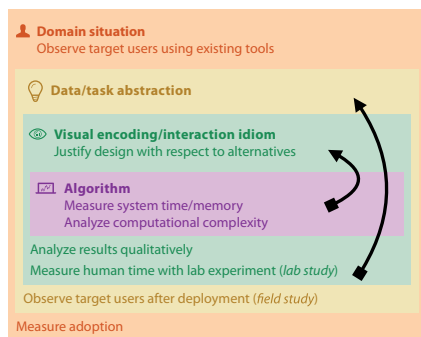 Domain situation
Observe target users using existing tools
Data/task abstraction
Visual encoding/interaction idiom
Justify design with respect to alternatives
Algorithm
Measure system time/memory
Analyze computational complexity
Analyze results qualitatively
Measure human time with lab experiment (lab study)
Observe target users after deployment (field study)
Measure adoption